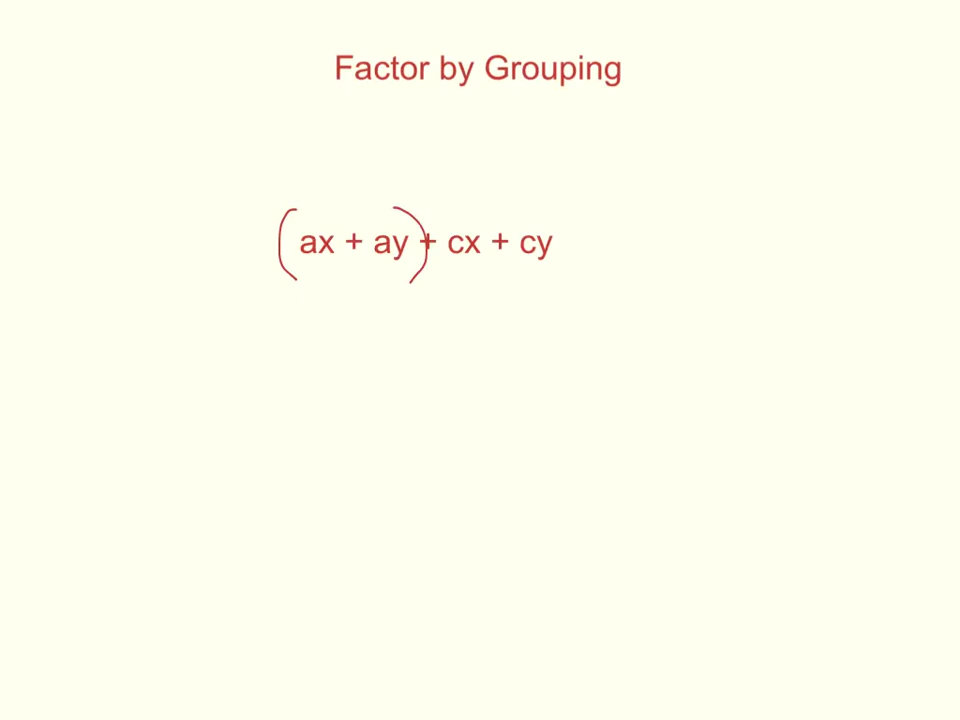 Factor by Grouping
(ax + ay) + cx + cy